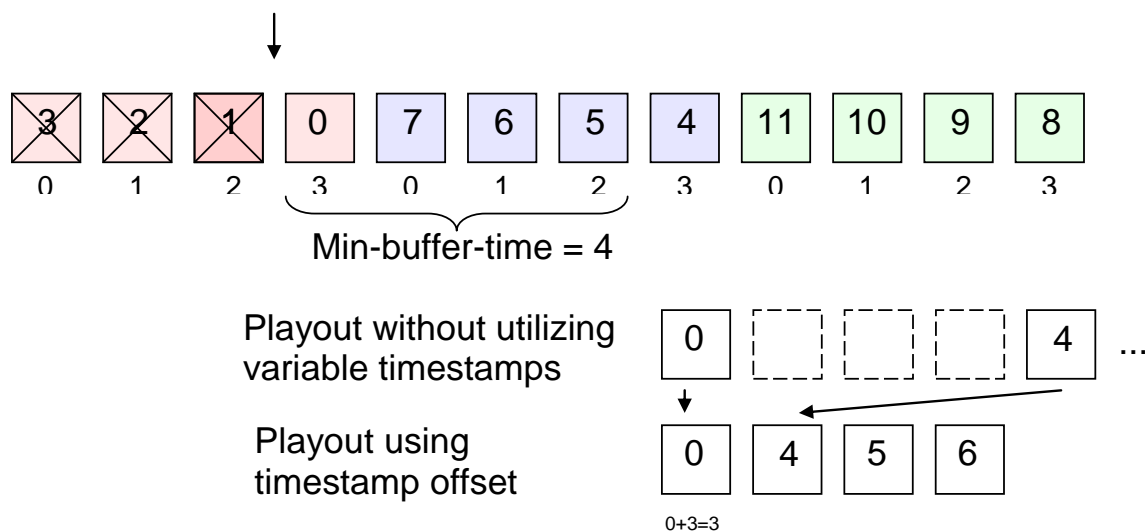 3 2 1 0 7 6 5 4 11 10 9 8
0 1 2 3 0 1 2 3 0 1 2 3
Min-buffer-time = 4
Playout without utilizing
variable timestamps
0 4 ...
Playout using
timestamp offset
0 4 5 6
0+3=3